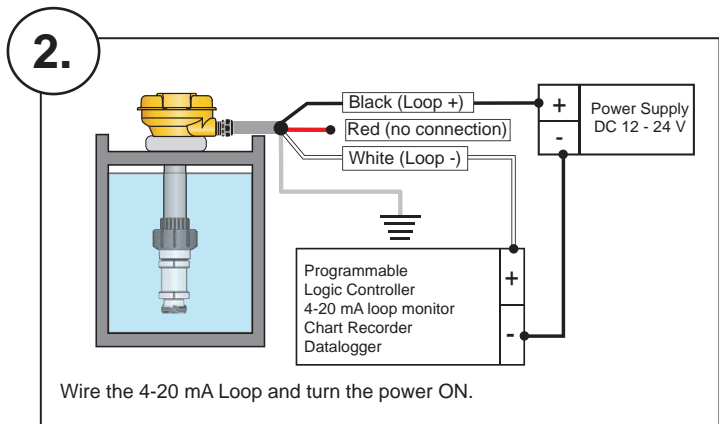 2.
Black (Loop +)
Red (no connection)
White (Loop -)
+
-
Power Supply
DC 12 - 24 V
Programmable
Logic Controller
4-20 mA loop monitor
Chart Recorder
Datalogger
+
-
Wire the 4-20 mA Loop and turn the power ON.